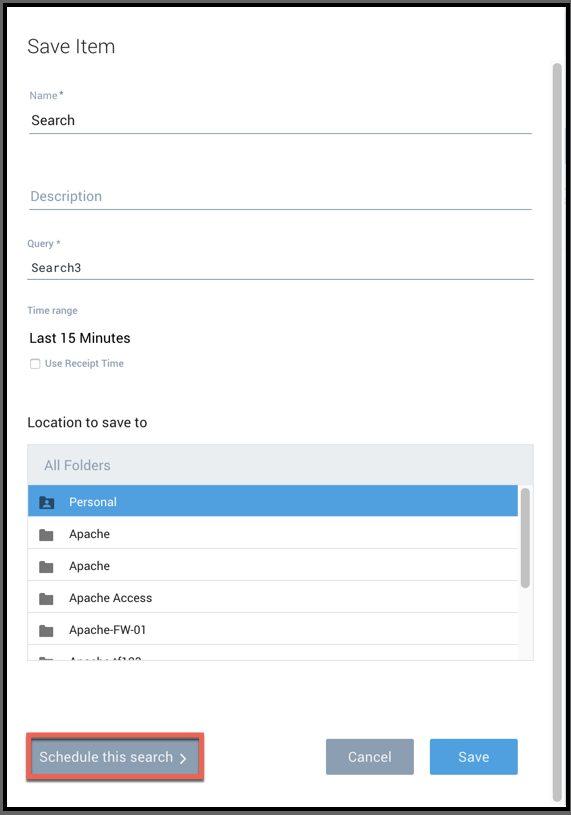 Save Item
Name*
Search
Description
Query *
Search3
Time range
Last 15 Minutes
Use Receipt Time
Location to save to
All Folders
Personal
Apache
Apache
Apache Access
Apache-FW-01
Schedule this search >
Cancel
Save